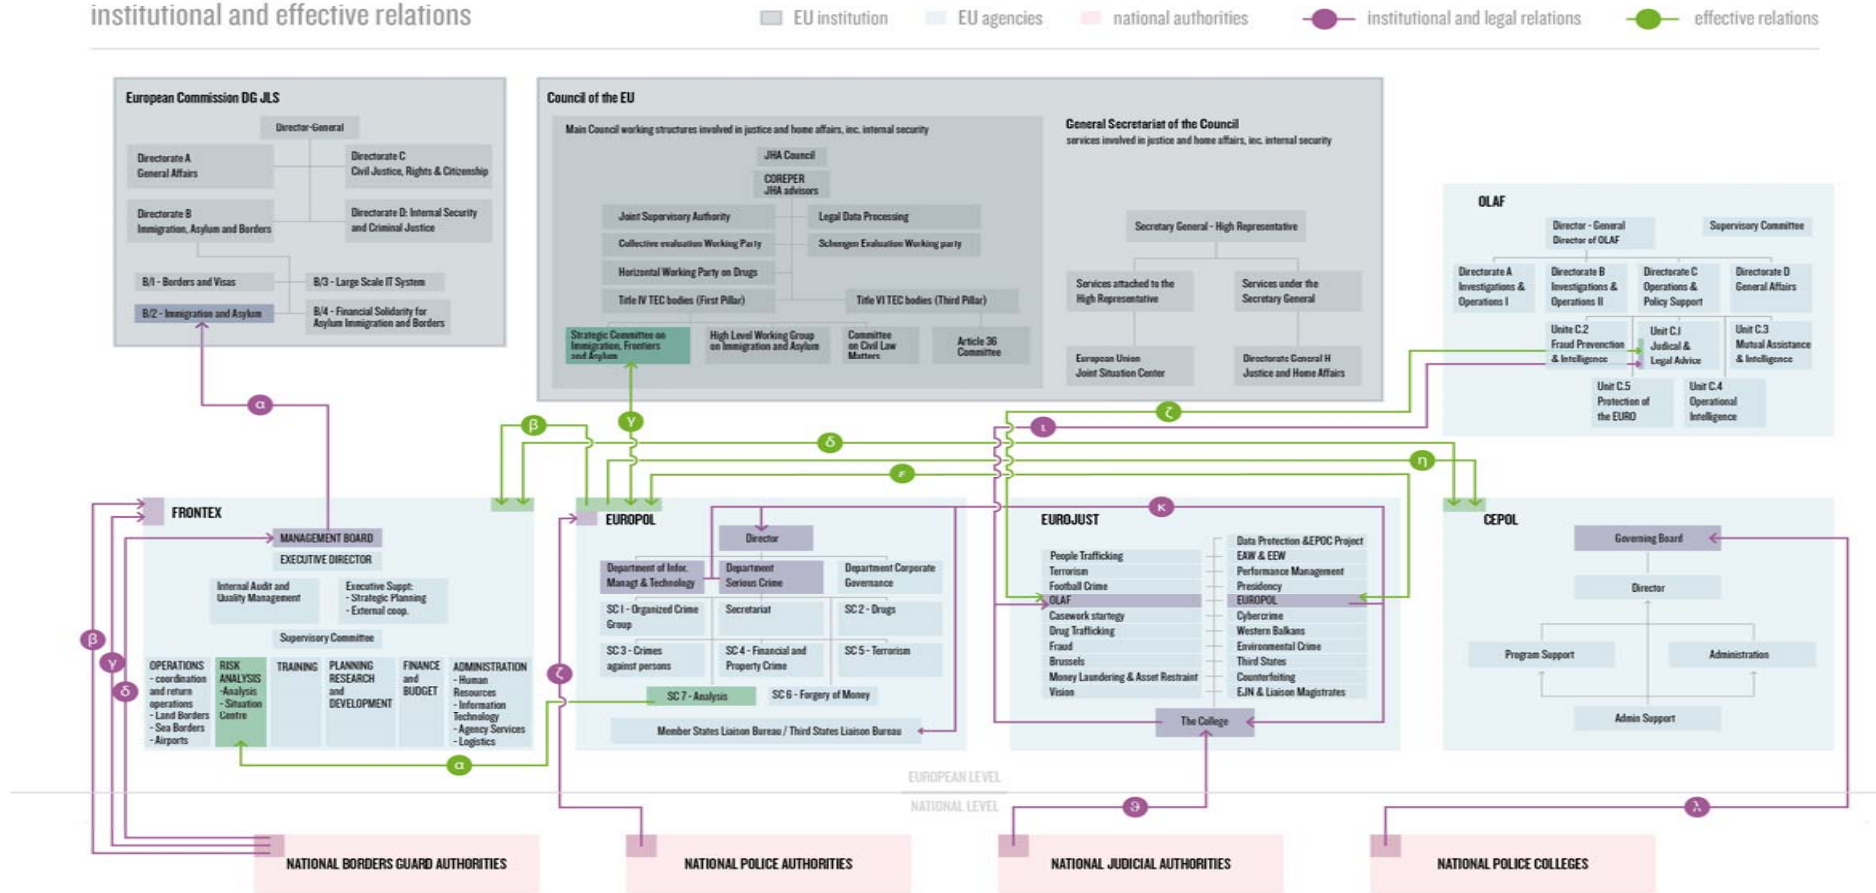 institutional and effective relations
EU institution
EU agencies
national authorities
institutional and legal relations
effective relations
European Commission DG JLS
Director-General
Directorate A
General Affairs
Directorate C
Civil Justice, Rights & Citizenship
Directorate B
Immigration, Asylum and Borders
Directorate D: Internal Security
and Criminal Justice
B/1 - Borders and Visas
B/3 - Large Scale IT System
B/2 - Immigration and Asylum
B/4 - Financial Solidarity for
Asylum Immigration and Borders
Council of the EU
Main Council working structures involved in justice and home affairs, inc. internal security
JHA Council
COREPER
JHA advisors
Joint Supervisory Authority
Legal Data Processing
Collective evaluation Working Party
Schengen Evaluation Working party
Horizontal Working Party on Drugs
Title IV TEC bodies (First Pillar)
Title VI TEC bodies (Third Pillar)
Strategic Committee on
Immigration, Frontiers
and Asylum
High Level Working Group
on Immigration and Asylum
Committee
on Civil Law
Matters
Article 36
Committee
General Secretariat of the Council
services involved in justice and home affairs, inc. internal security
Secretary General - High Representative
Services attached to the
High Representative
Services under the
Secretary General
European Union
Joint Situation Center
Directorate General H
Justice and Home Affairs
OLAF
Director - General
Director of OLAF
Supervisory Committee
Directorate A
Investigations &
Operations I
Directorate B
Investigations &
Operations II
Directorate C
Operations &
Policy Support
Directorate D
General Affairs
Unite C.2
Fraud Prevention
& Intelligence
Unit C.1
Judical &
Legal Advice
Unit C.3
Mutual Assistance
& Intelligence
Unit C.5
Protection of
the EURO
Unit C.4
Operational
Intelligence
α
β
γ
δ
ε
ζ
ι
η
FRONTEX
MANAGEMENT BOARD
EXECUTIVE DIRECTOR
Internal Audit and
Quality Management
Executive Suppt:
- Strategic Planning
- External coop.
Supervisory Committee
OPERATIONS
- coordination
and return
operations
- Land Borders
- Sea Borders
- Airports
RISK
ANALYSIS
-Analysis
- Situation
Centre
TRAINING
PLANNING
RESEARCH
and
DEVELOPMENT
FINANCE
and
BUDGET
ADMINISTRATION
- Human
Resources
- Information
Technology
- Agency Services
- Logistics
β
γ
δ
α
ζ
EUROPOL
Director
Department of Infor.
Managt & Technology
Department
Serious Crime
Department Corporate
Governance
SC 1 - Organized Crime
Group
Secretariat
SC 2 - Drugs
SC 3 - Crimes
against persons
SC 4 - Financial and
Property Crime
SC 5 - Terrorism
SC 7 - Analysis
SC 6 - Forgery of Money
Member States Liaison Bureau / Third States Liaison Bureau
κ
EUROJUST
People Trafficking
Terrorism
Football Crime
OLAF
Casework startegy
Drug Trafficking
Fraud
Brussels
Money Laundering & Asset Restraint
Vision
Data Protection &EPOC Project
EAW & EEW
Performance Management
Presidency
EUROPOL
Cybercrime
Western Balkans
Environmental Crime
Third States
Counterfeiting
EJN & Liaison Magistrates
The College
CEPOL
Governing Board
Director
Program Support
Administration
Admin Support
EUROPEAN LEVEL
NATIONAL LEVEL
ϑ
λ
NATIONAL BORDERS GUARD AUTHORITIES
NATIONAL POLICE AUTHORITIES
NATIONAL JUDICIAL AUTHORITIES
NATIONAL POLICE COLLEGES